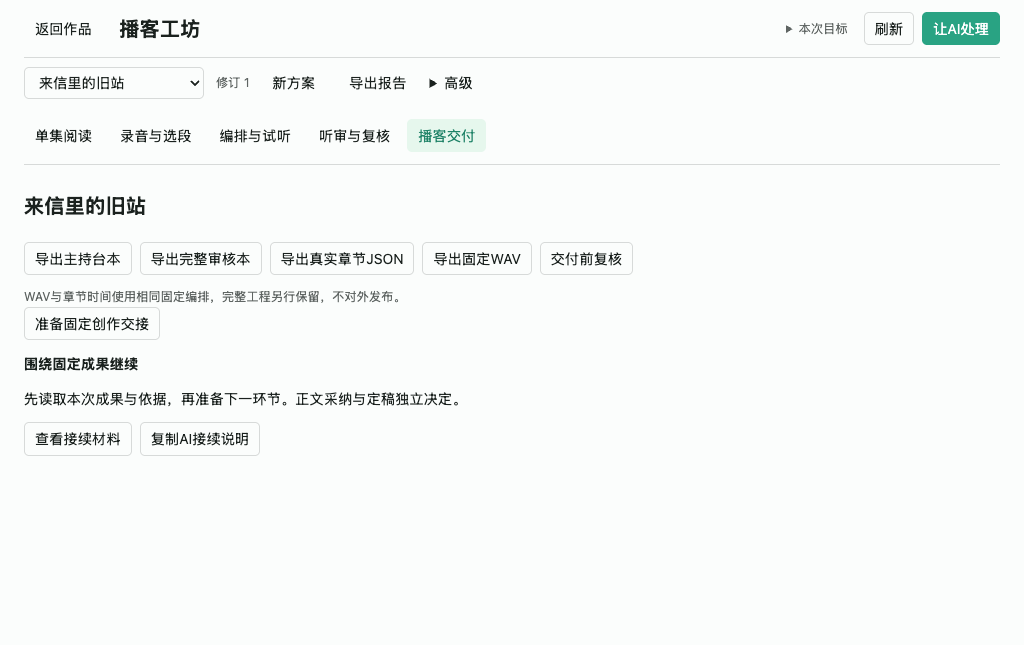 返回作品 播客工坊 本次目标 刷新 让AI处理
来信里的旧站 修订 1 新方案 导出报告 高级
单集阅读 录音与选段 编排与试听 听审与复核 播客交付
来信里的旧站
导出主持台本 导出完整审核本 导出真实章节JSON 导出固定WAV 交付前复核
WAV与章节时间使用相同固定编排，完整工程另行保留，不对外发布。
准备固定创作交接
围绕固定成果继续
先读取本次成果与依据，再准备下一环节。正文采纳与定稿独立决定。
查看接续材料 复制AI接续说明